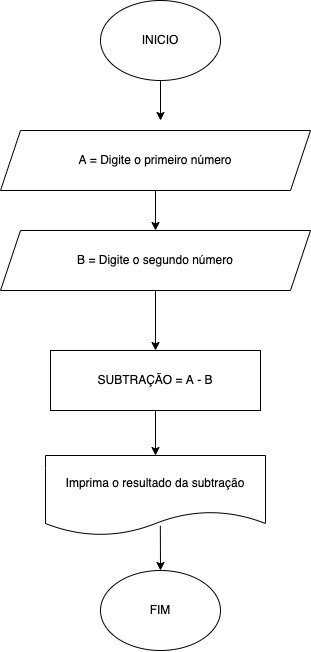 INICIO
A = Digite o primeiro número
B = Digite o segundo número
SUBTRAÇÃO = A - B
Imprima o resultado da subtração
FIM